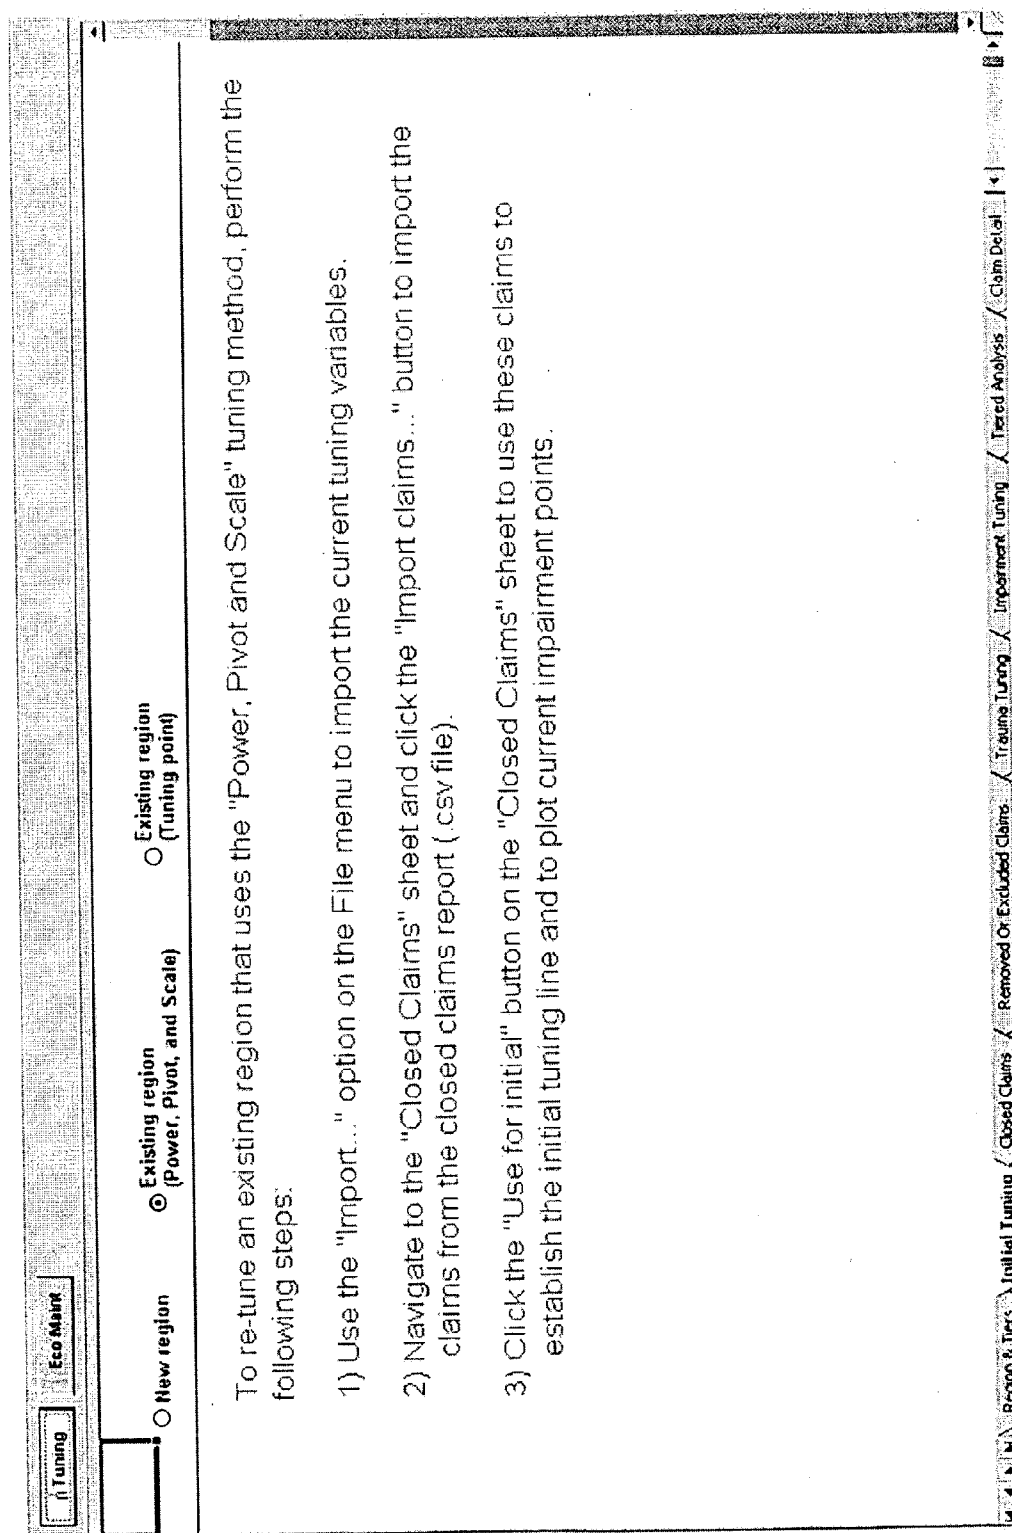 Tuning
Eco Maint
New region
Existing region
(Power, Pivot, and Scale)
Existing region
(Tuning point)
To re-tune an existing region that uses the "Power, Pivot and Scale" tuning method, perform the
following steps:
1) Use the "Import..." option on the File menu to import the current tuning variables.
2) Navigate to the "Closed Claims" sheet and click the "Import claims..." button to import the
claims from the closed claims report (.csv file).
3) Click the "Use for initial" button on the "Closed Claims" sheet to use these claims to
establish the initial tuning line and to plot current impairment points.
Region & Tiers / Initial Tuning / Closed Claims / Removed Or Excluded Claims / Trauma Tuning / Impairment Tuning / Tiered Analysis / Claim Detail